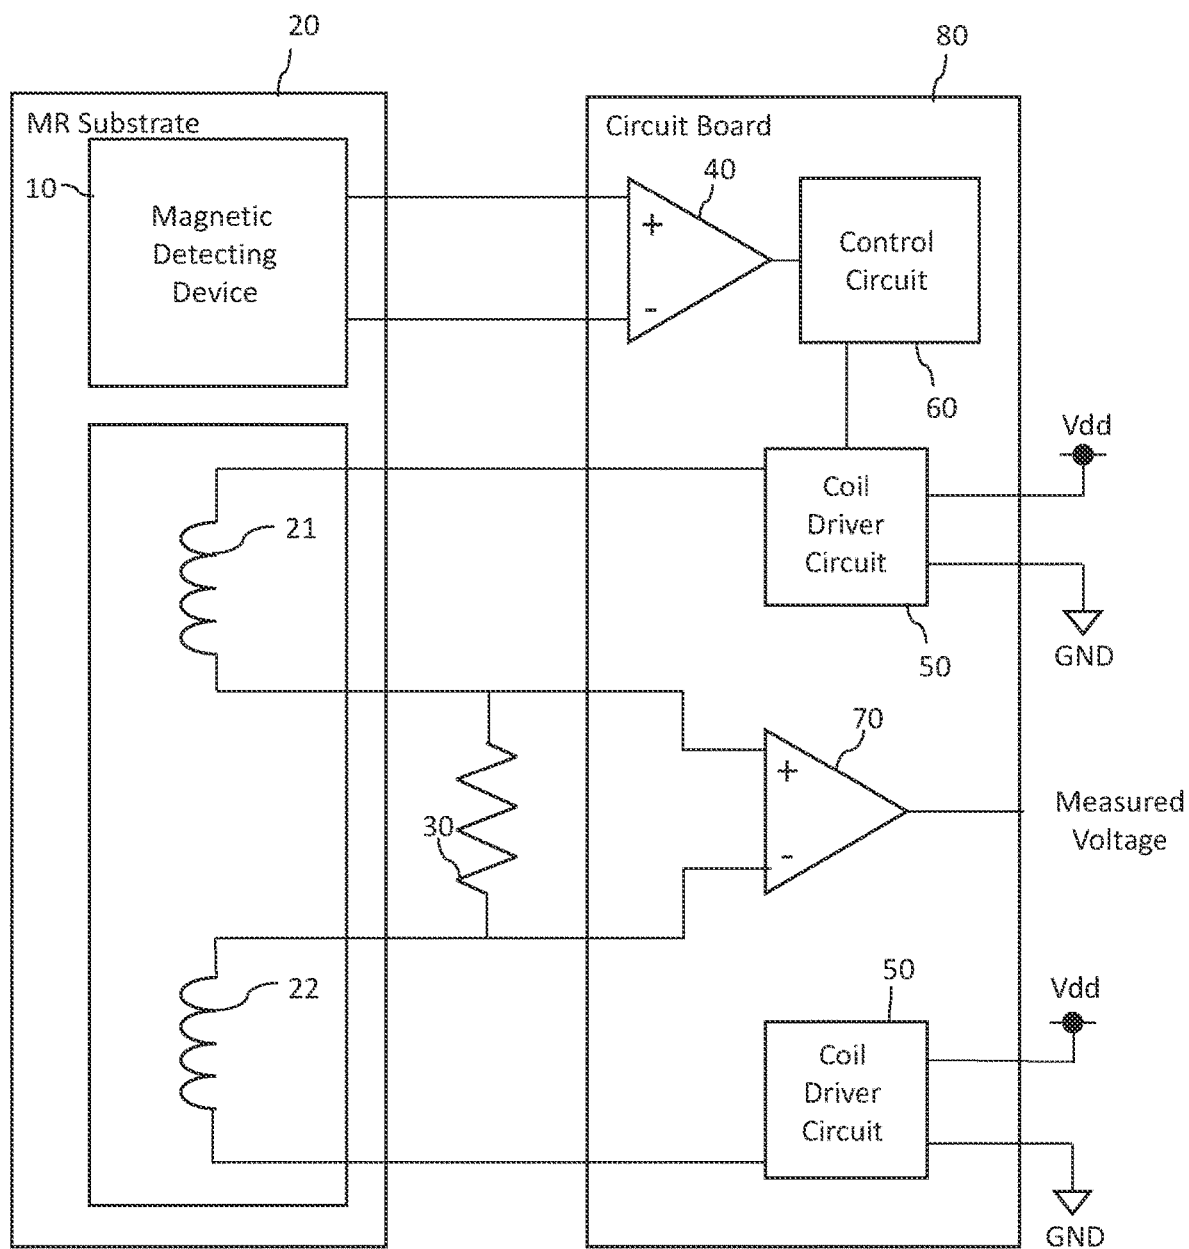 20
80
MR Substrate
Circuit Board
10
Magnetic
Detecting
Device
+
-
40
Control
Circuit
60
Vdd
21
Coil
Driver
Circuit
50
GND
70
+
-
30
Measured
Voltage
22
50
Vdd
Coil
Driver
Circuit
GND